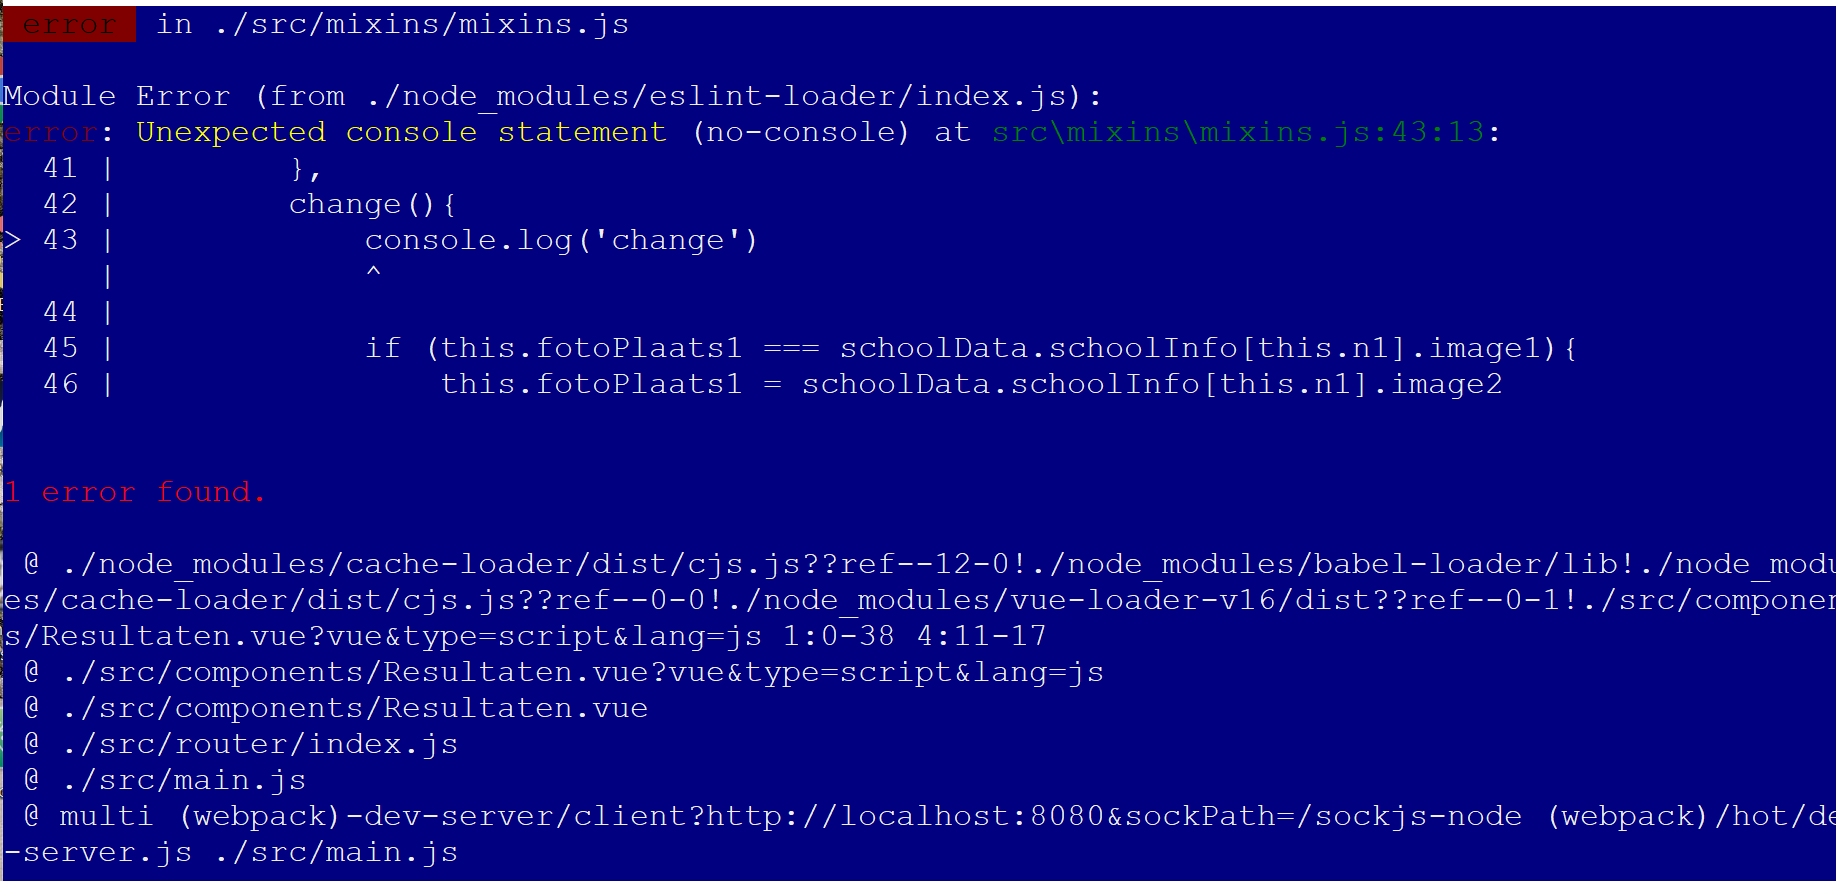 error  in ./src/mixins/mixins.js
Module Error (from ./node_modules/eslint-loader/index.js):
error: Unexpected console statement (no-console) at src\mixins\mixins.js:43:13:
  41 |         },
  42 |         change(){
> 43 |             console.log('change')
     |             ^
  44 |
  45 |             if (this.fotoPlaats1 === schoolData.schoolInfo[this.n1].image1){
  46 |                 this.fotoPlaats1 = schoolData.schoolInfo[this.n1].image2
1 error found.
 @ ./node_modules/cache-loader/dist/cjs.js??ref--12-0!./node_modules/babel-loader/lib!./node_modu
es/cache-loader/dist/cjs.js??ref--0-0!./node_modules/vue-loader-v16/dist??ref--0-1!./src/componen
s/Resultaten.vue?vue&type=script&lang=js 1:0-38 4:11-17
 @ ./src/components/Resultaten.vue?vue&type=script&lang=js
 @ ./src/components/Resultaten.vue
 @ ./src/router/index.js
 @ ./src/main.js
 @ multi (webpack)-dev-server/client?http://localhost:8080&sockPath=/sockjs-node (webpack)/hot/de
-server.js ./src/main.js